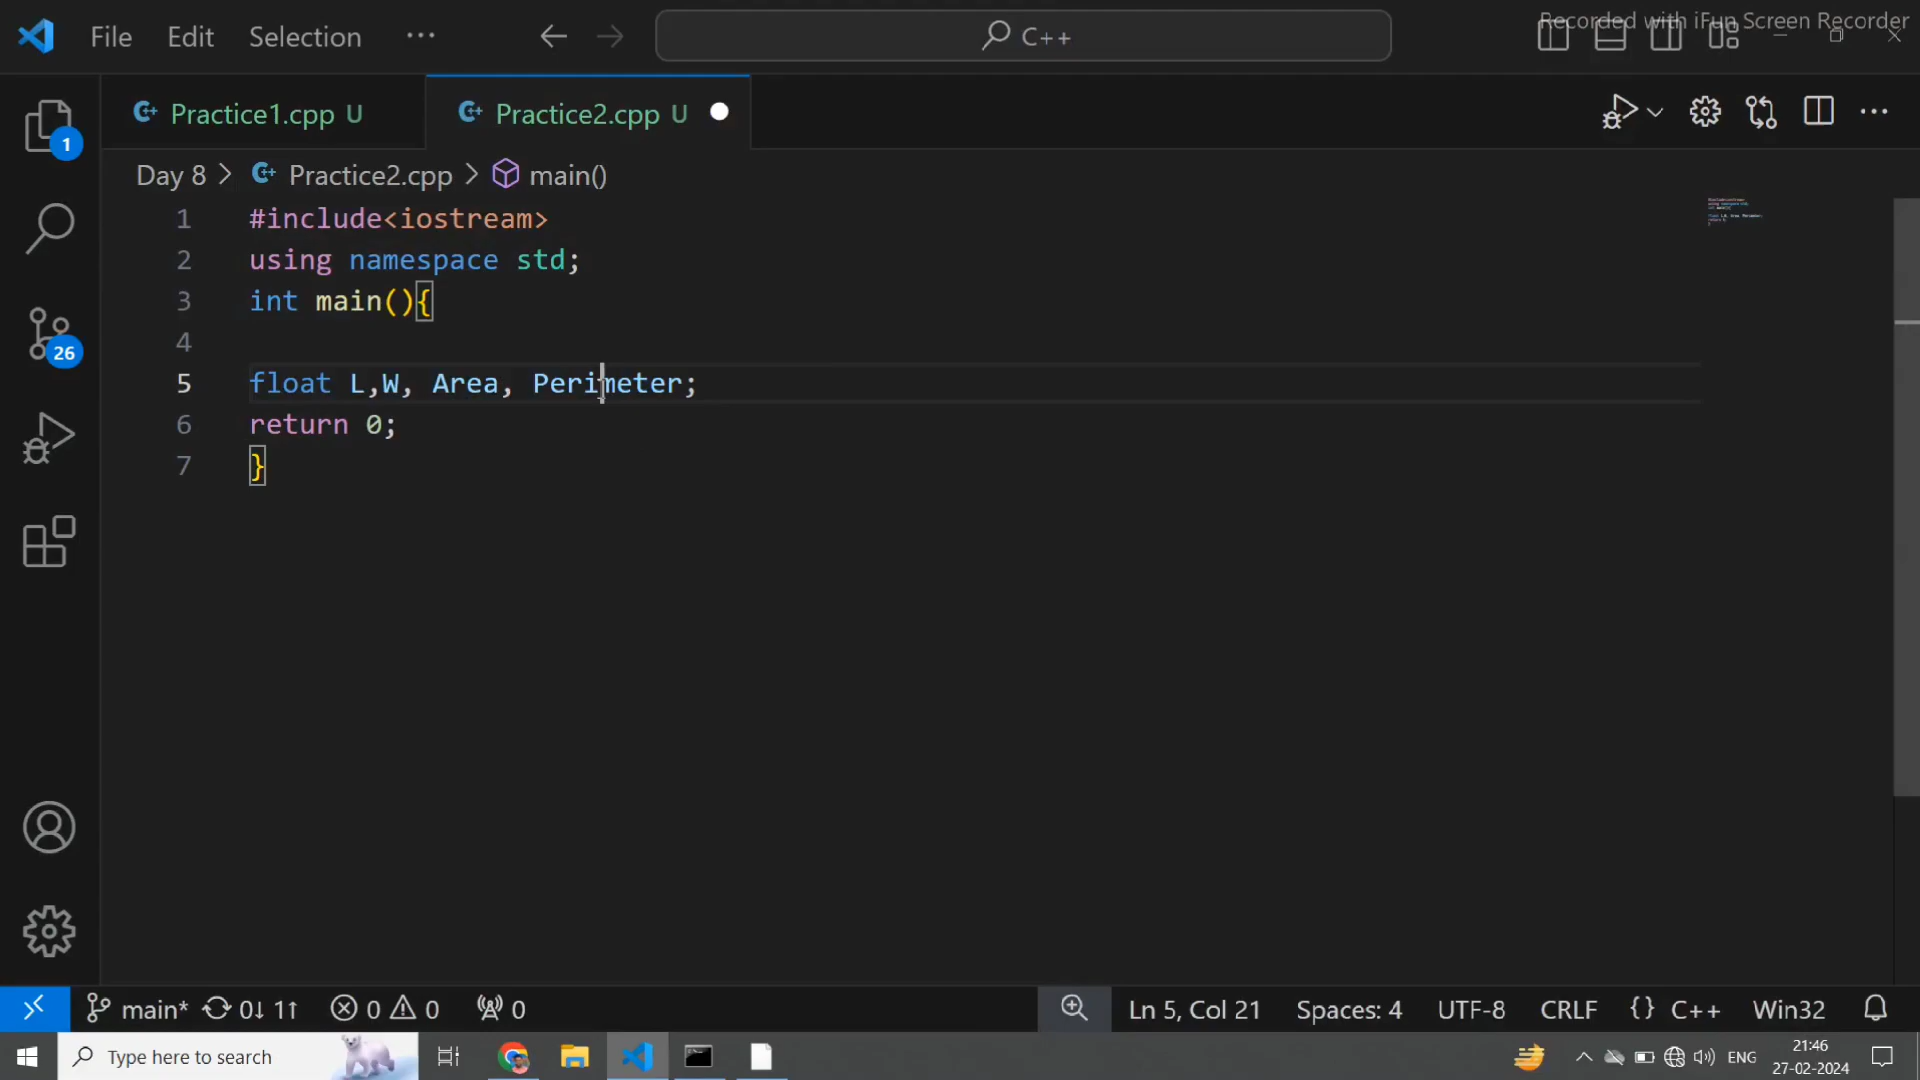 File Edit Selection ··· C++
Recorded with iFun Screen Recorder
Practice1.cpp U Practice2.cpp U
Day 8 > Practice2.cpp > main()
1 #include<iostream>
2 using namespace std;
3 int main(){
4
5 float L,W, Area, Perimeter;
6 return 0;
7 }
1
26
main* 0↓ 1↑ 0 0 0 Ln 5, Col 21 Spaces: 4 UTF-8 CRLF {} C++ Win32
Type here to search ENG 21:46
27-02-2024